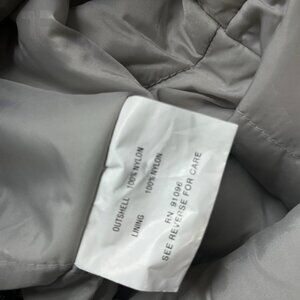 OUTSHELL 100% NYLON
LINING 100% NYLON
RN 91096
SEE REVERSE FOR CARE